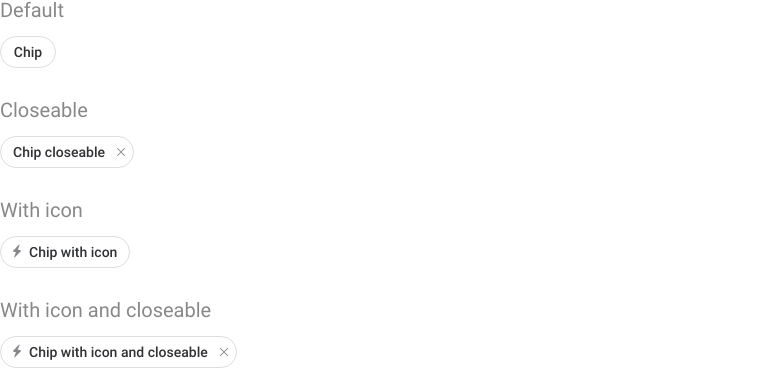 Default
Chip
Closeable
Chip closeable
With icon
Chip with icon
With icon and closeable
Chip with icon and closeable